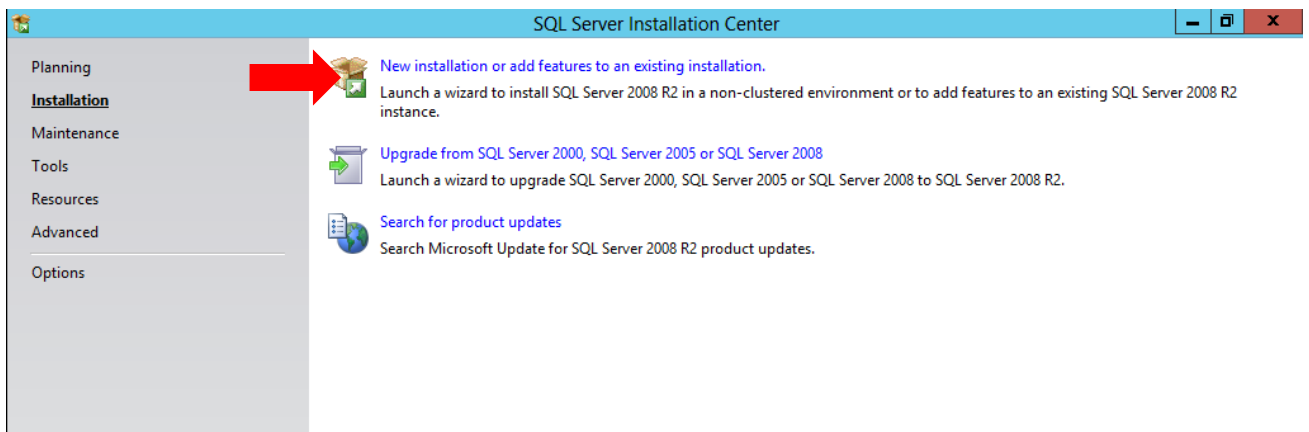 SQL Server Installation Center
Planning
Installation
Maintenance
Tools
Resources
Advanced
Options
New installation or add features to an existing installation.
Launch a wizard to install SQL Server 2008 R2 in a non-clustered environment or to add features to an existing SQL Server 2008 R2
instance.
Upgrade from SQL Server 2000, SQL Server 2005 or SQL Server 2008
Launch a wizard to upgrade SQL Server 2000, SQL Server 2005 or SQL Server 2008 to SQL Server 2008 R2.
Search for product updates
Search Microsoft Update for SQL Server 2008 R2 product updates.